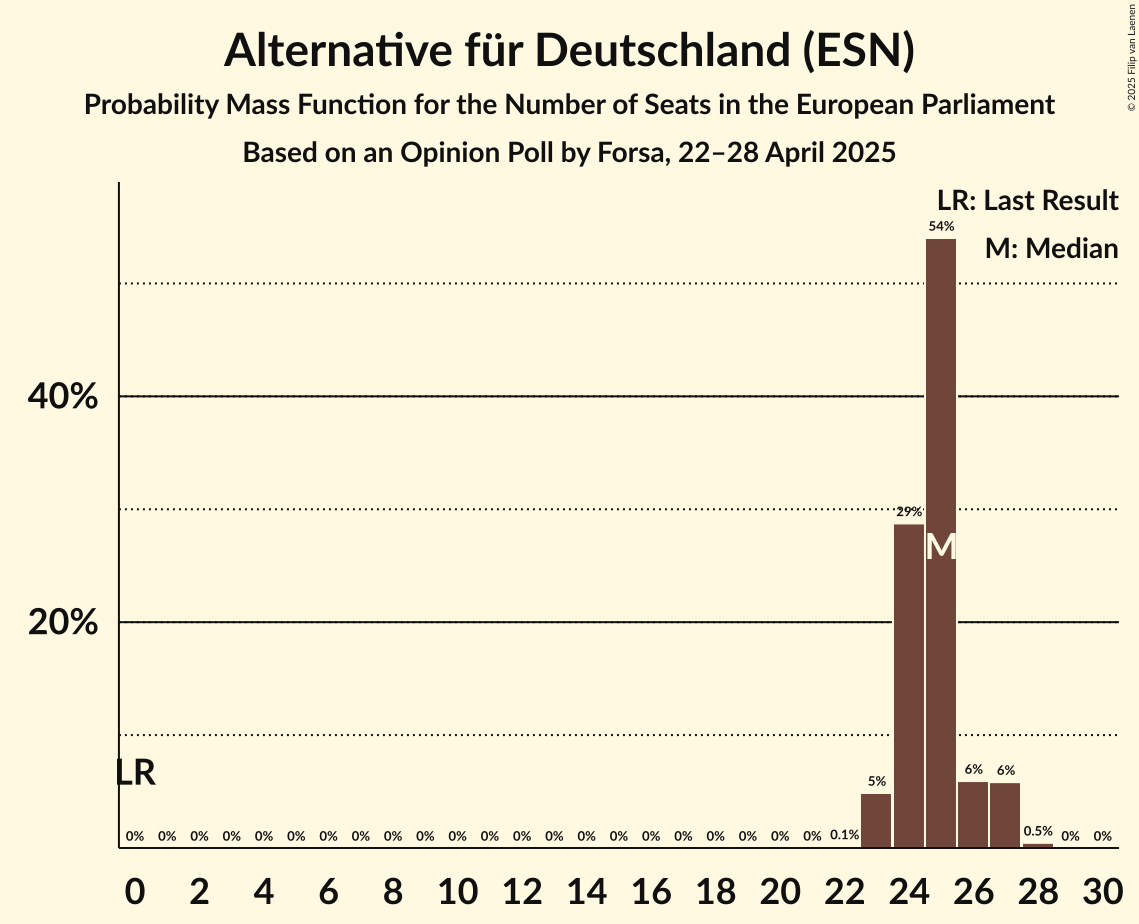 Alternative für Deutschland (ESN)
Probability Mass Function for the Number of Seats in the European Parliament
Based on an Opinion Poll by Forsa, 22–28 April 2025
© 2025 Filip van Laenen
LR: Last Result
M: Median
54%
40%
29%
M
20%
LR
0% 0% 0% 0% 0% 0% 0% 0% 0% 0% 0% 0% 0% 0% 0% 0% 0% 0% 0% 0% 0% 0% 0.1% 5% 6% 6% 0.5% 0% 0%
0 2 4 6 8 10 12 14 16 18 20 22 24 26 28 30